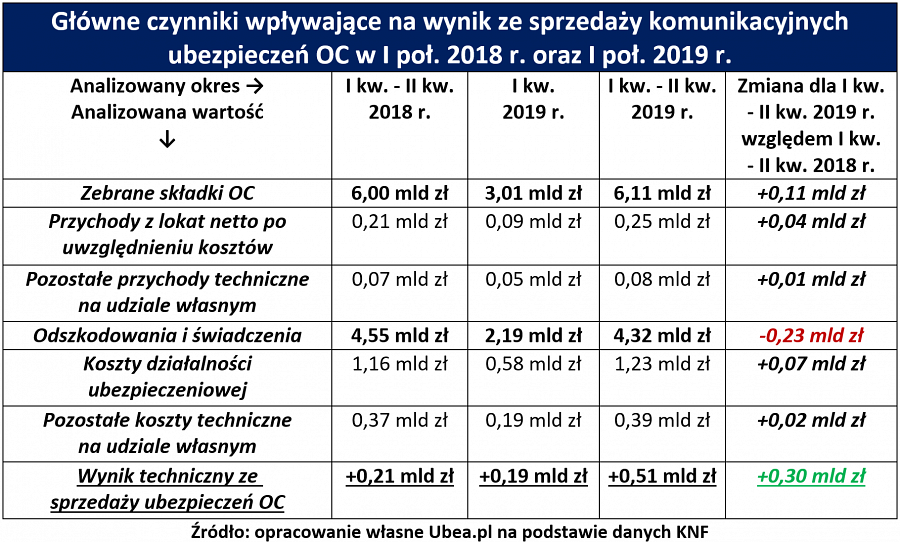 Główne czynniki wpływające na wynik ze sprzedaży komunikacyjnych
ubezpieczeń OC w I poł. 2018 r. oraz I poł. 2019 r.
Analizowany okres → I kw. - II kw. I kw. I kw. - II kw. Zmiana dla I kw.
Analizowana wartość 2018 r. 2019 r. 2019 r. - II kw. 2019 r.
↓ względem I kw.
- II kw. 2018 r.
Zebrane składki OC 6,00 mld zł 3,01 mld zł 6,11 mld zł +0,11 mld zł
Przychody z lokat netto po 0,21 mld zł 0,09 mld zł 0,25 mld zł +0,04 mld zł
uwzględnieniu kosztów
Pozostałe przychody techniczne 0,07 mld zł 0,05 mld zł 0,08 mld zł +0,01 mld zł
na udziale własnym
Odszkodowania i świadczenia 4,55 mld zł 2,19 mld zł 4,32 mld zł -0,23 mld zł
Koszty działalności 1,16 mld zł 0,58 mld zł 1,23 mld zł +0,07 mld zł
ubezpieczeniowej
Pozostałe koszty techniczne 0,37 mld zł 0,19 mld zł 0,39 mld zł +0,02 mld zł
na udziale własnym
Wynik techniczny ze +0,21 mld zł +0,19 mld zł +0,51 mld zł +0,30 mld zł
sprzedaży ubezpieczeń OC
Źródło: opracowanie własne Ubea.pl na podstawie danych KNF